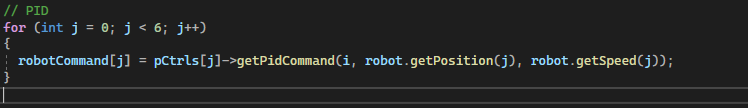 // PID
for (int j = 0; j < 6; j++)
{
robotCommand[j] = pCtrls[j]->getPidCommand(i, robot.getPosition(j), robot.getSpeed(j));
}